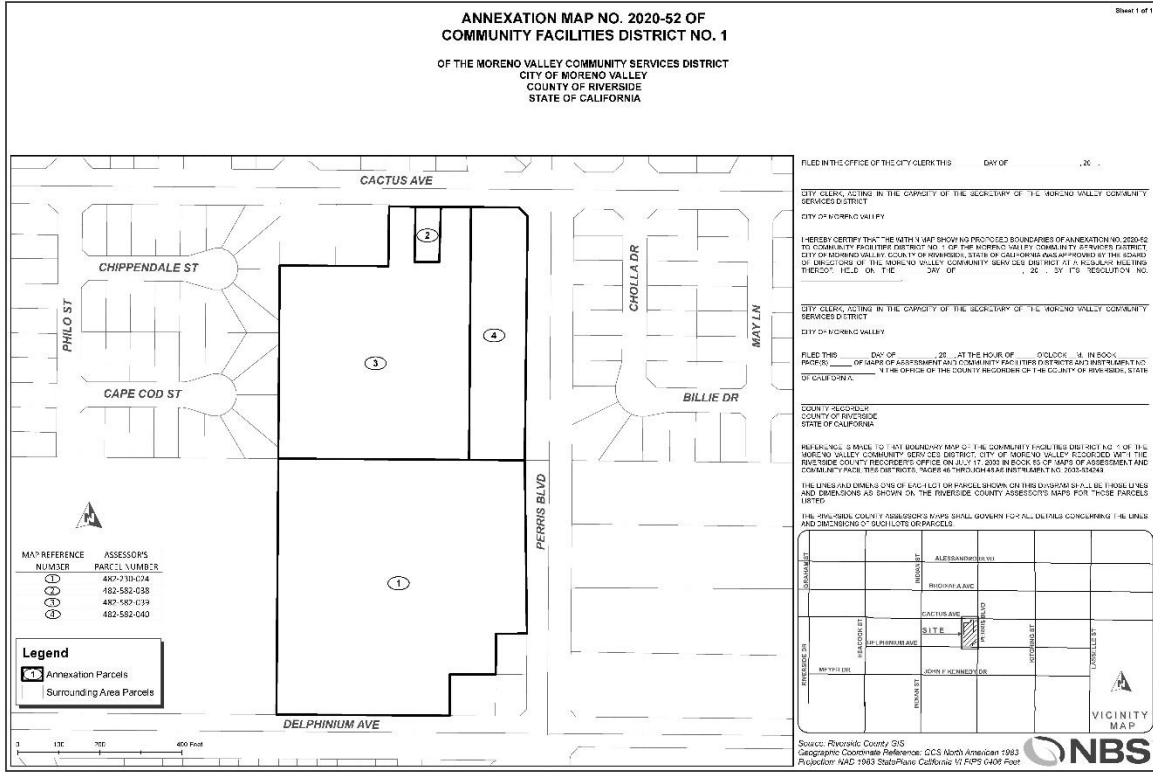 Sheet 1 of 1
ANNEXATION MAP NO. 2020-52 OF
COMMUNITY FACILITIES DISTRICT NO. 1
OF THE MORENO VALLEY COMMUNITY SERVICES DISTRICT
CITY OF MORENO VALLEY
COUNTY OF RIVERSIDE
STATE OF CALIFORNIA
CACTUS AVE
CHIPPENDALE ST
PHILO ST
CAPE COD ST
CHOLLA DR
MAY LN
BILLIE DR
PERRIS BLVD
DELPHINIUM AVE
2
4
3
1
MAP REFERENCE ASSESSOR'S
NUMBER PARCEL NUMBER
1 482-230-024
2 482-582-038
3 482-582-039
4 482-582-040
Legend
1 Annexation Parcels
Surrounding Area Parcels
0 400 Feet
FILED IN THE OFFICE OF THE CITY CLERK THIS DAY OF , 20 .
CITY CLERK, ACTING IN THE CAPACITY OF THE SECRETARY OF THE MORENO VALLEY COMMUNITY
SERVICES DISTRICT
CITY OF MORENO VALLEY
I HEREBY CERTIFY THAT THE WITHIN MAP SHOWING PROPOSED BOUNDARIES OF ANNEXATION NO. 2020-52
TO COMMUNITY FACILITIES DISTRICT NO. 1 OF THE MORENO VALLEY COMMUNITY SERVICES DISTRICT,
CITY OF MORENO VALLEY, COUNTY OF RIVERSIDE, STATE OF CALIFORNIA WAS APPROVED BY THE BOARD
OF DIRECTORS OF THE MORENO VALLEY COMMUNITY SERVICES DISTRICT AT A REGULAR MEETING
THEREOF, HELD ON THE DAY OF , 20 , BY ITS RESOLUTION NO.
CITY CLERK, ACTING IN THE CAPACITY OF THE SECRETARY OF THE MORENO VALLEY COMMUNITY
SERVICES DISTRICT
CITY OF MORENO VALLEY
FILED THIS DAY OF , 20 , AT THE HOUR OF O'CLOCK M. IN BOOK
PAGE(S) OF MAPS OF ASSESSMENT AND COMMUNITY FACILITIES DISTRICTS AND INSTRUMENT NO.
IN THE OFFICE OF THE COUNTY RECORDER OF THE COUNTY OF RIVERSIDE, STATE
OF CALIFORNIA.
COUNTY RECORDER
COUNTY OF RIVERSIDE
STATE OF CALIFORNIA
REFERENCE IS MADE TO THAT BOUNDARY MAP OF THE COMMUNITY FACILITIES DISTRICT NO. 1 OF THE
MORENO VALLEY COMMUNITY SERVICES DISTRICT, CITY OF MORENO VALLEY RECORDED WITH THE
RIVERSIDE COUNTY RECORDER'S OFFICE ON JULY 17, 2003 IN BOOK OF MAPS OF ASSESSMENT AND
COMMUNITY FACILITIES DISTRICTS, PAGES THROUGH AS INSTRUMENT NO.
THE LINES AND DIMENSIONS OF EACH LOT OR PARCEL SHOWN ON THIS DIAGRAM SHALL BE THOSE LINES
AND DIMENSIONS AS SHOWN ON THE RIVERSIDE COUNTY ASSESSOR'S MAPS FOR THOSE PARCELS
LISTED.
THE RIVERSIDE COUNTY ASSESSOR'S MAPS SHALL GOVERN FOR ALL DETAILS CONCERNING THE LINES
AND DIMENSIONS OF SUCH LOTS OR PARCELS.
GRAHAM ST
INDIAN ST
ALESSANDRO BLVD
BRODIAEA AVE
CACTUS AVE
PERRIS BLVD
SITE
HEACOCK ST
DELPHINIUM AVE
KITCHING ST
LASSELLE ST
RIVERSIDE DR
MEYER DR
JOHN F KENNEDY DR
INDIAN ST
VICINITY
MAP
Source: Riverside County GIS
Geographic Coordinate Reference: GCS North American 1983
Projection: NAD 1983 StatePlane California VI FIPS 0406 Feet
NBS